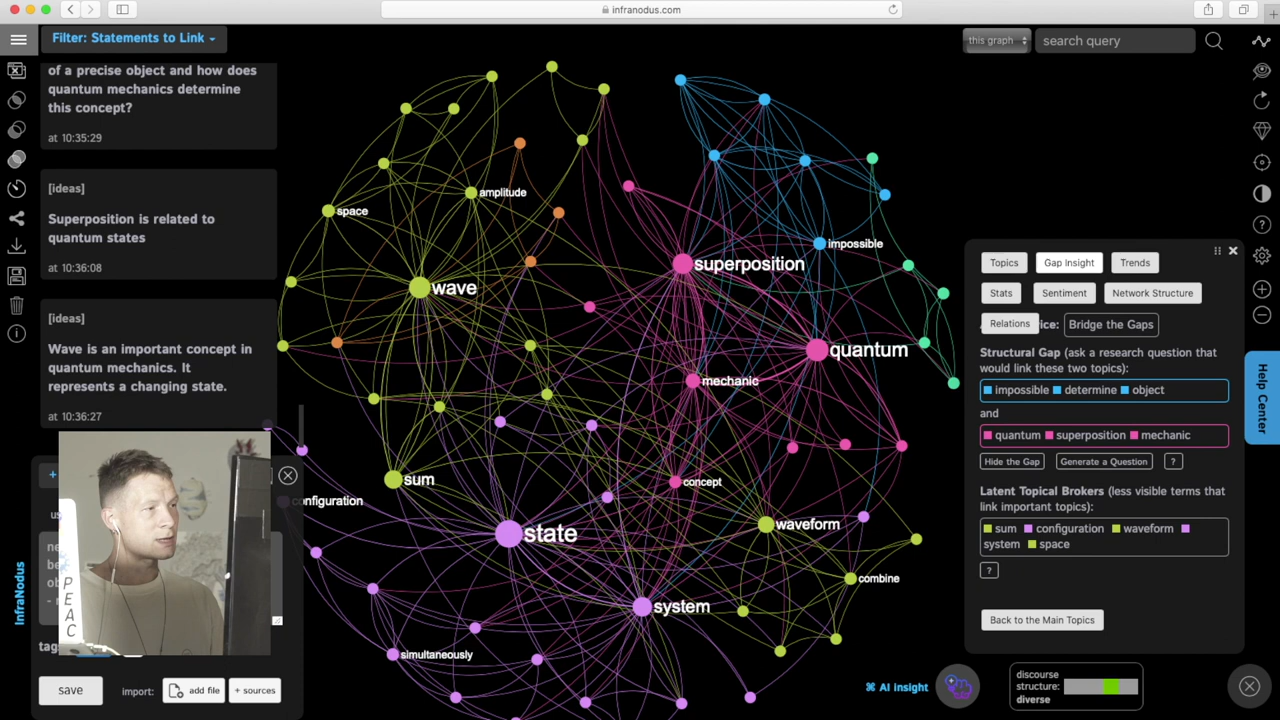 infranodus.com
Filter: Statements to Link
this graph
search query
of a precise object and how does
quantum mechanics determine
this concept?
at 10:35:29
[ideas]
Superposition is related to
quantum states
at 10:36:08
[ideas]
Wave is an important concept in
quantum mechanics. It
represents a changing state.
at 10:36:27
amplitude
space
impossible
superposition
wave
quantum
mechanic
sum
concept
configuration
waveform
state
combine
system
simultaneously
Topics
Gap Insight
Trends
Stats
Sentiment
Network Structure
Relations
Bridge the Gaps
Structural Gap (ask a research question that
would link these two topics):
impossible determine object
and
quantum superposition mechanic
Hide the Gap
Generate a Question
?
Latent Topical Brokers (less visible terms that
link important topics):
sum configuration waveform
system space
?
Back to the Main Topics
Help Center
InfraNodus
PEAC
save
import:
add file
+ sources
⌘ AI insight
discourse
structure:
diverse